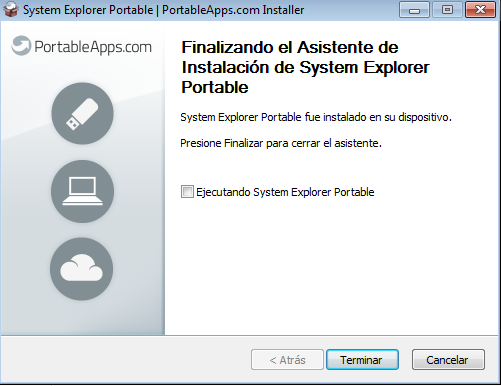 System Explorer Portable | PortableApps.com Installer
PortableApps.com
Finalizando el Asistente de
Instalación de System Explorer
Portable
System Explorer Portable fue instalado en su dispositivo.
Presione Finalizar para cerrar el asistente.
Ejecutando System Explorer Portable
< Atrás
Terminar
Cancelar